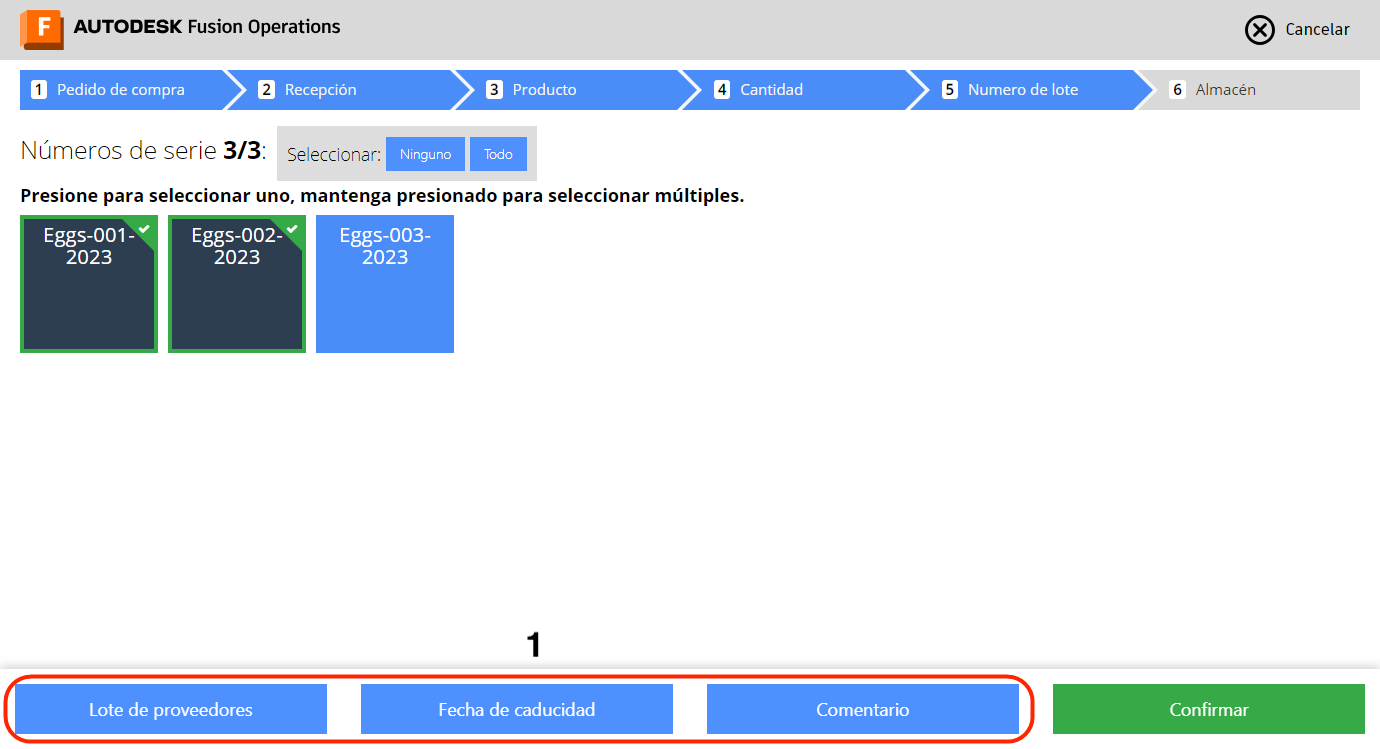 F AUTODESK Fusion Operations
Cancelar
1 Pedido de compra
2 Recepción
3 Producto
4 Cantidad
5 Numero de lote
6 Almacén
Números de serie 3/3:
Seleccionar: Ninguno Todo
Presione para seleccionar uno, mantenga presionado para seleccionar múltiples.
Eggs-001-
2023
Eggs-002-
2023
Eggs-003-
2023
1
Lote de proveedores
Fecha de caducidad
Comentario
Confirmar